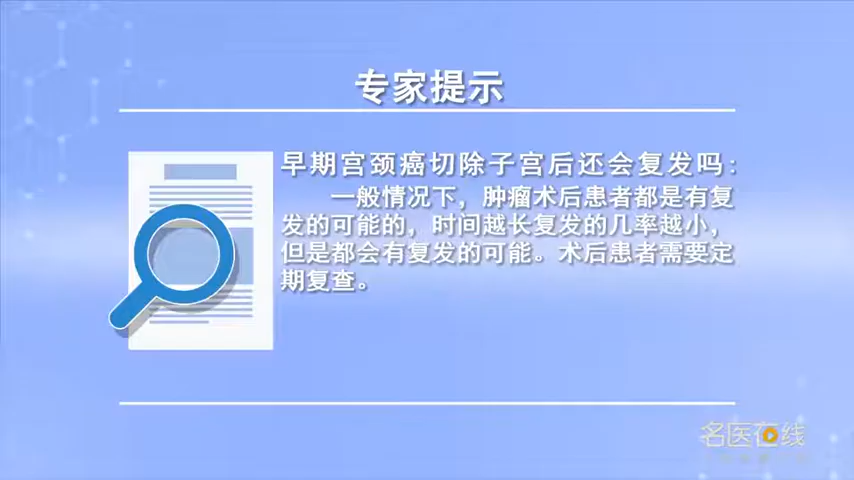 专家提示
早期宫颈癌切除子宫后还会复发吗:
一般情况下，肿瘤术后患者都是有复
发的可能的，时间越长复发的几率越小，
但是都会有复发的可能。术后患者需要定
期复查。
名医在线